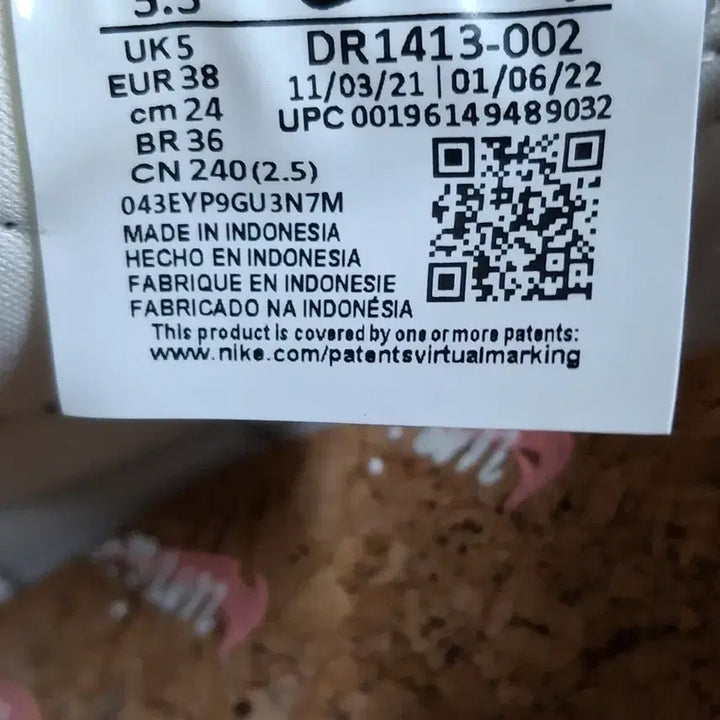 5.5
UK 5
DR1413-002
EUR 38
11/03/21 | 01/06/22
cm 24
UPC 00196149489032
BR 36
CN 240 (2.5)
043EYP9GU3N7M
MADE IN INDONESIA
HECHO EN INDONESIA
FABRIQUE EN INDONESIE
FABRICADO NA INDONÉSIA
This product is covered by one or more patents:
www.nike.com/patentsvirtualmarking